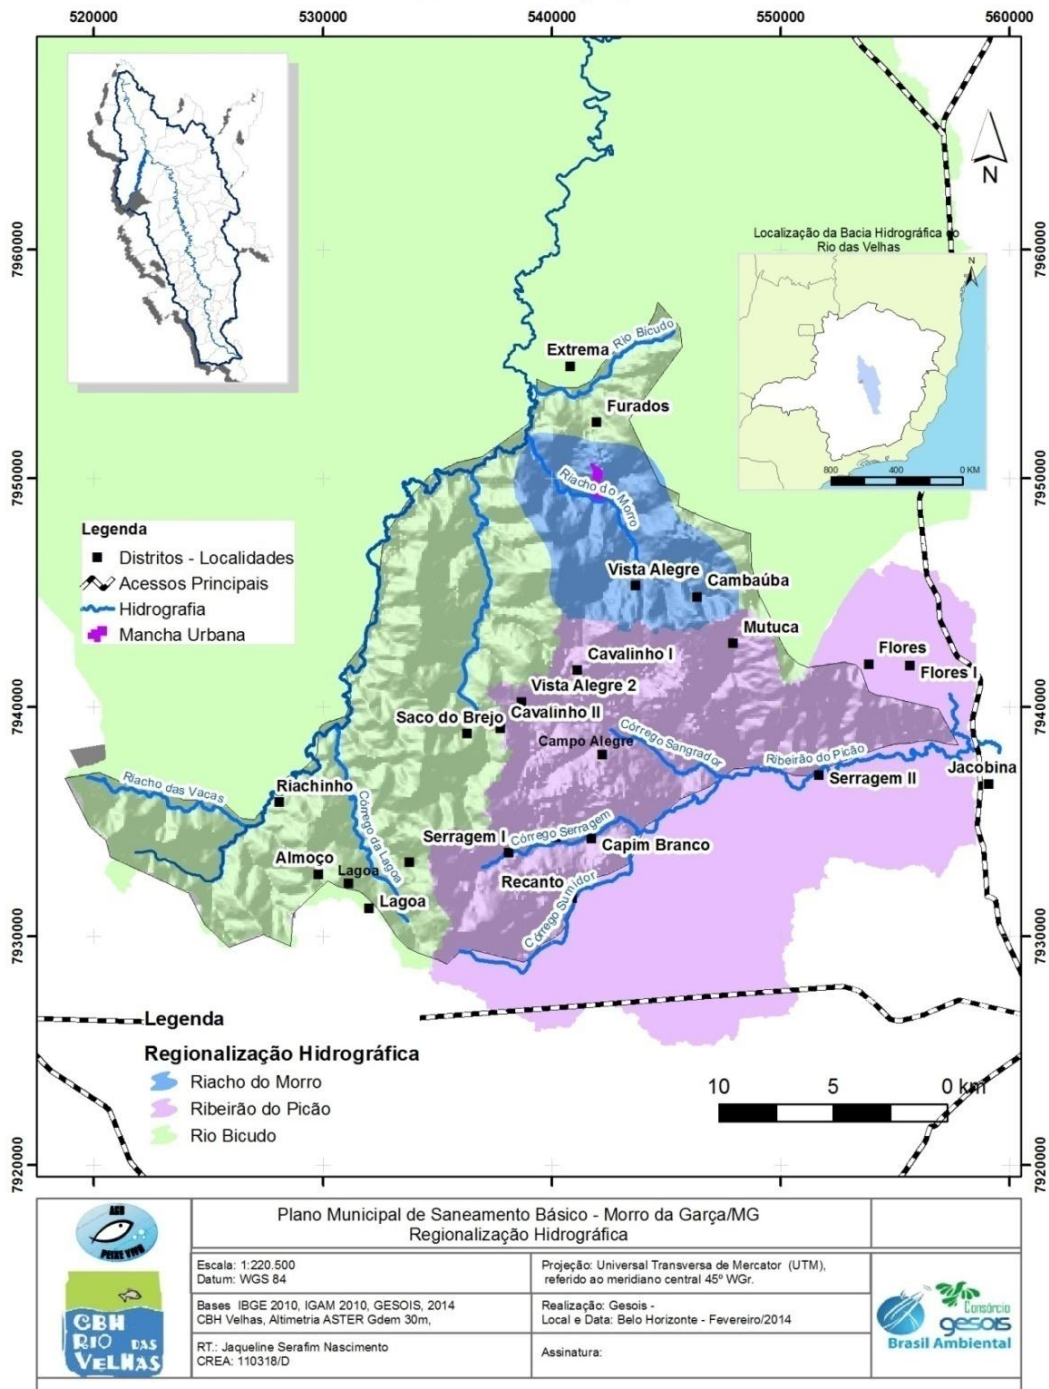 520000
530000
540000
550000
560000
7960000
7950000
7940000
7930000
7920000
7960000
7950000
7940000
7930000
7920000
N
Localização da Bacia Hidrográfica
Rio das Velhas
N
800
400
0 KM
Extrema
Rio Bicudo
Furados
Riacho do Morro
Vista Alegre
Cambaúba
Mutuca
Flores
Flores I
Cavalinho I
Vista Alegre 2
Saco do Brejo
Cavalinho II
Campo Alegre
Córrego Sangrador
Ribeirão do Picão
Serragem II
Jacobina
Riacho das Vacas
Riachinho
Córrego da Lagoa
Serragem I
Córrego Serragem
Capim Branco
Almoço
Lagoa
Lagoa
Recanto
Córrego Sumidor
Legenda
Distritos - Localidades
Acessos Principais
Hidrografia
Mancha Urbana
Legenda
Regionalização Hidrográfica
Riacho do Morro
Ribeirão do Picão
Rio Bicudo
10
5
0 km
AGB
PEIXE VIVO
CBH
RIO DAS
VELHAS
Plano Municipal de Saneamento Básico - Morro da Garça/MG
Regionalização Hidrográfica
Escala: 1:220.500
Datum: WGS 84
Projeção: Universal Transversa de Mercator (UTM),
referido ao meridiano central 45º WGr.
Bases IBGE 2010, IGAM 2010, GESOIS, 2014
CBH Velhas, Altimetria ASTER Gdem 30m,
Realização: Gesois -
Local e Data: Belo Horizonte - Fevereiro/2014
RT.: Jaqueline Serafim Nascimento
CREA: 110318/D
Assinatura:
Consórcio
gesois
Brasil Ambiental